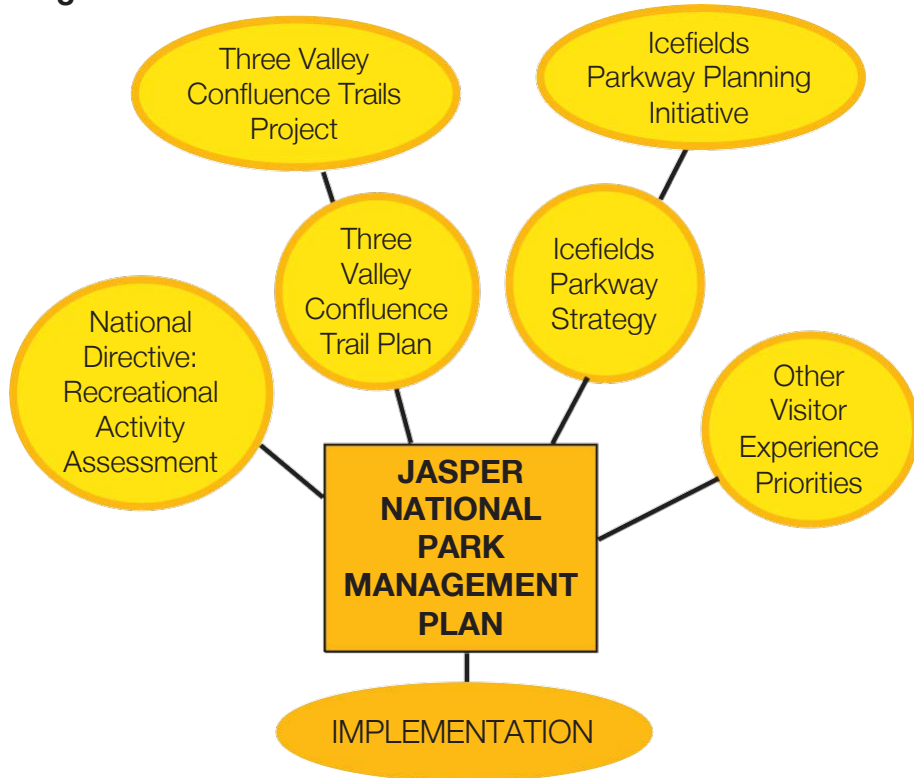 Three Valley
Confluence Trails
Project
Icefields
Parkway Planning
Initiative
Three
Valley
Confluence
Trail Plan
Icefields
Parkway
Strategy
National
Directive:
Recreational
Activity
Assessment
Other
Visitor
Experience
Priorities
JASPER
NATIONAL
PARK
MANAGEMENT
PLAN
IMPLEMENTATION